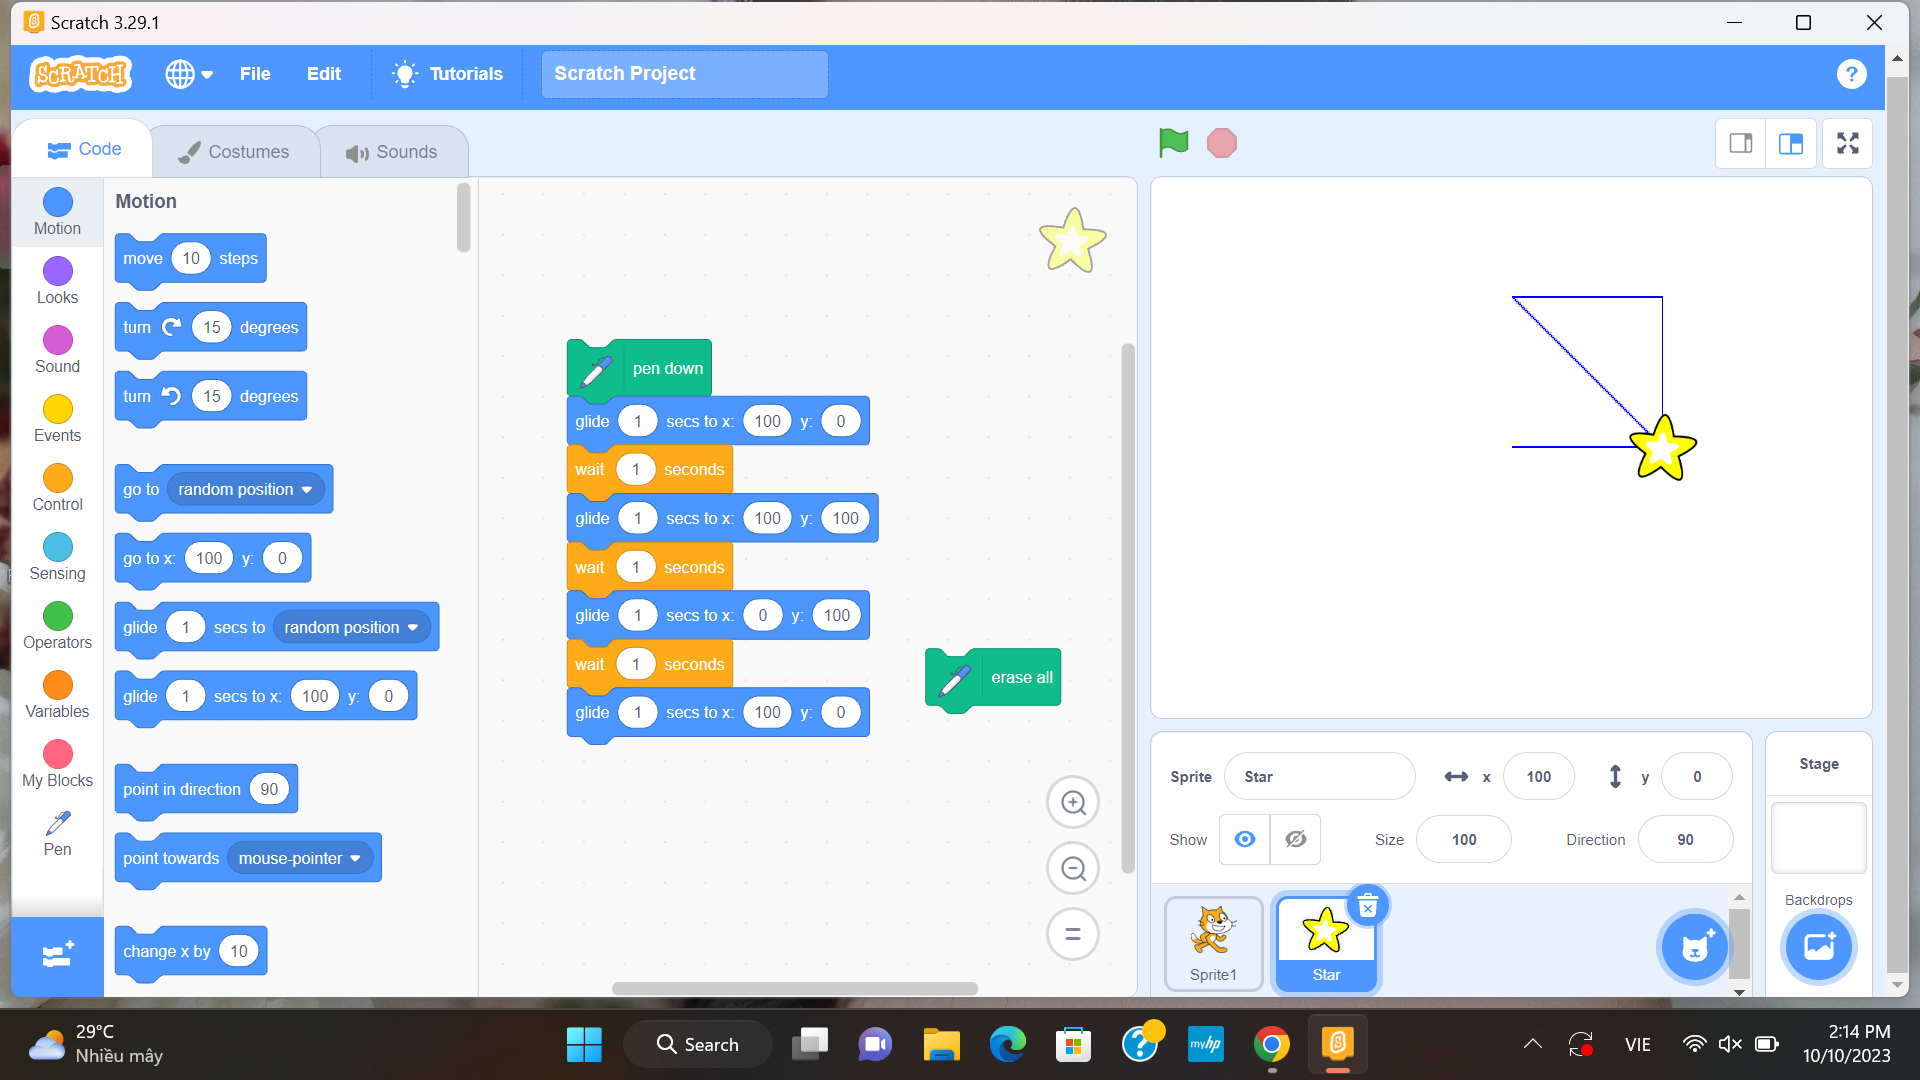 Scratch 3.29.1
SCRATCH File Edit Tutorials Scratch Project ?
Code Costumes Sounds
Motion
Looks
Sound
Events
Control
Sensing
Operators
Variables
My Blocks
Pen
Motion
move 10 steps
turn 15 degrees
turn 15 degrees
go to random position
go to x: 100 y: 0
glide 1 secs to random position
glide 1 secs to x: 100 y: 0
point in direction 90
point towards mouse-pointer
change x by 10
pen down
glide 1 secs to x: 100 y: 0
wait 1 seconds
glide 1 secs to x: 100 y: 100
wait 1 seconds
glide 1 secs to x: 0 y: 100
wait 1 seconds
glide 1 secs to x: 100 y: 0
erase all
Sprite Star x 100 y 0
Show Size 100 Direction 90
Sprite1
Star
Stage
Backdrops
29°C
Nhiều mây
Search
myhp
VIE
2:14 PM
10/10/2023